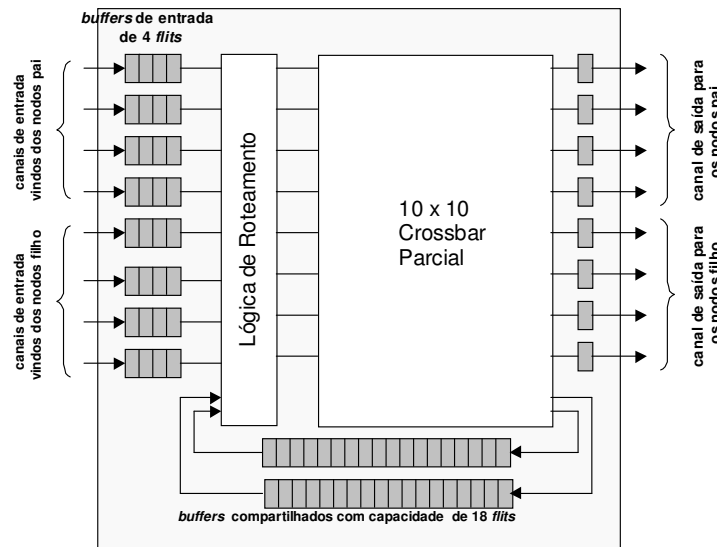 buffers de entrada
de 4 flits
canais de entrada
vindos dos nodos pai
canais de entrada
vindos dos nodos filho
Lógica de Roteamento
10 x 10
Crossbar
Parcial
canal de saída para
os nodos pai
canal de saída para
os nodos filho
buffers compartilhados com capacidade de 18 flits